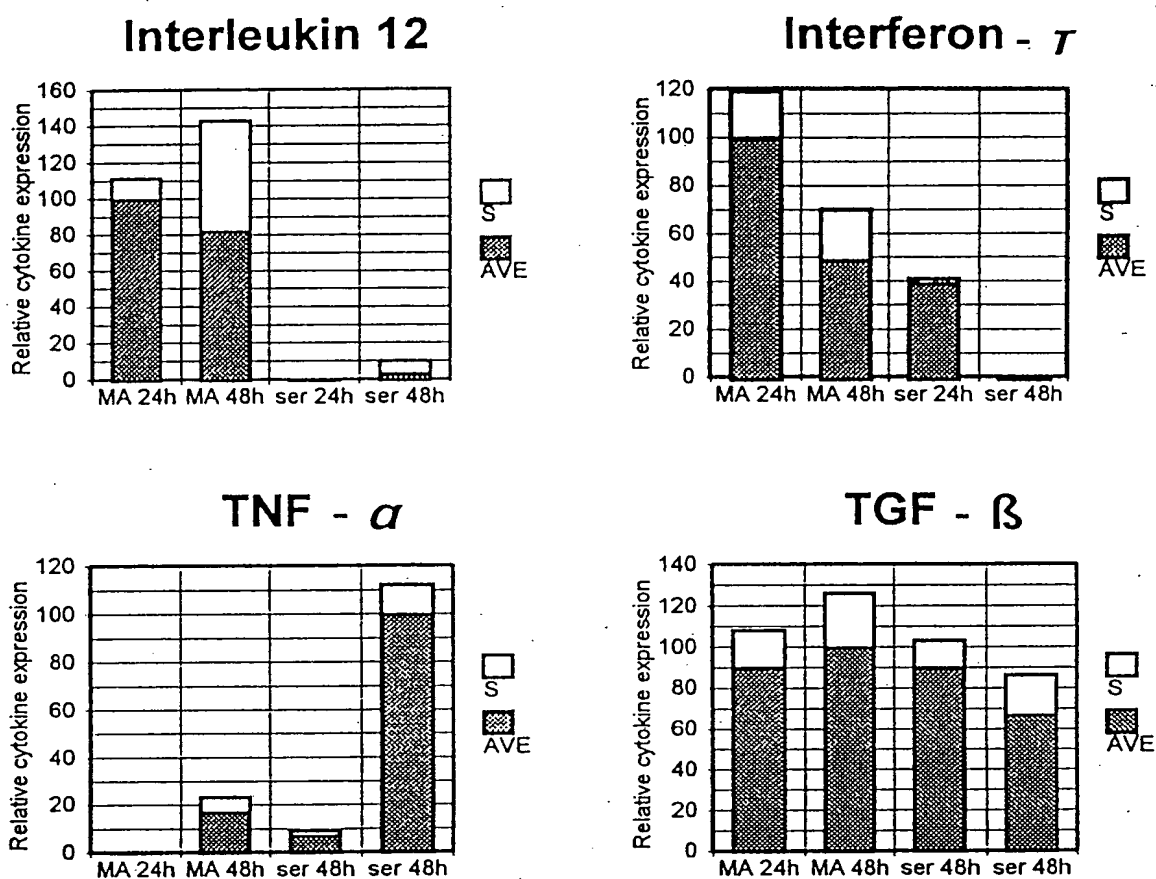 Interleukin 12
Relative cytokine expression
160
140
120
100
80
60
40
20
0
MA 24h MA 48h ser 24h ser 48h
S
AVE
Interferon - τ
Relative cytokine expression
120
100
80
60
40
20
0
MA 24h MA 48h ser 24h ser 48h
S
AVE
TNF - α
Relative cytokine expression
120
100
80
60
40
20
0
MA 24h MA 48h ser 48h ser 48h
S
AVE
TGF - ß
Relative cytokine expression
140
120
100
80
60
40
20
0
MA 24h MA 48h ser 48h ser 48h
S
AVE